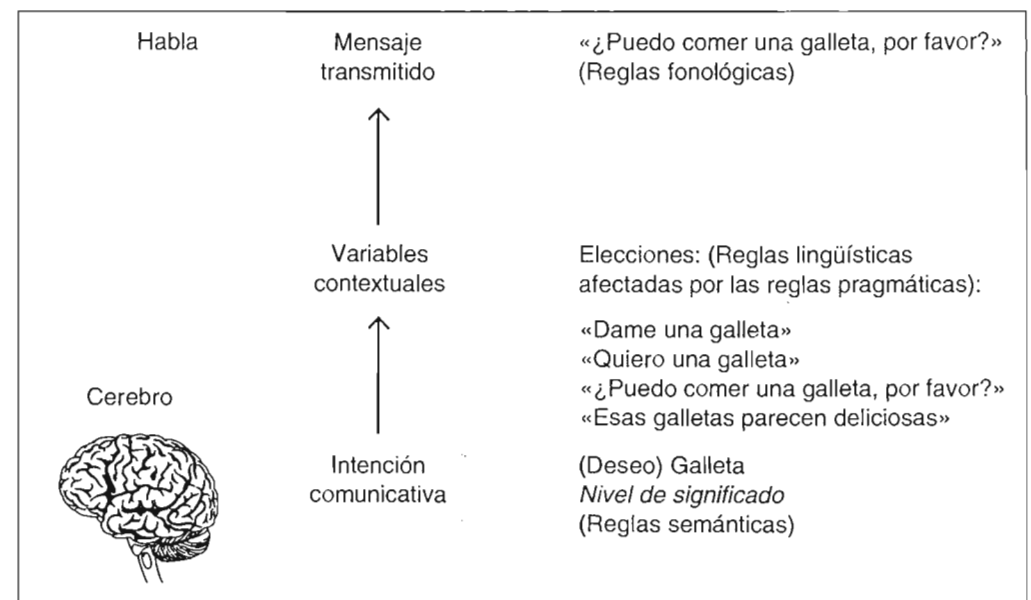 Habla
Mensaje
transmitido
«¿Puedo comer una galleta, por favor?»
(Reglas fonológicas)
Variables
contextuales
Elecciones: (Reglas lingüísticas
afectadas por las reglas pragmáticas):
«Dame una galleta»
«Quiero una galleta»
«¿Puedo comer una galleta, por favor?»
«Esas galletas parecen deliciosas»
Cerebro
Intención
comunicativa
(Deseo) Galleta
Nivel de significado
(Reglas semánticas)